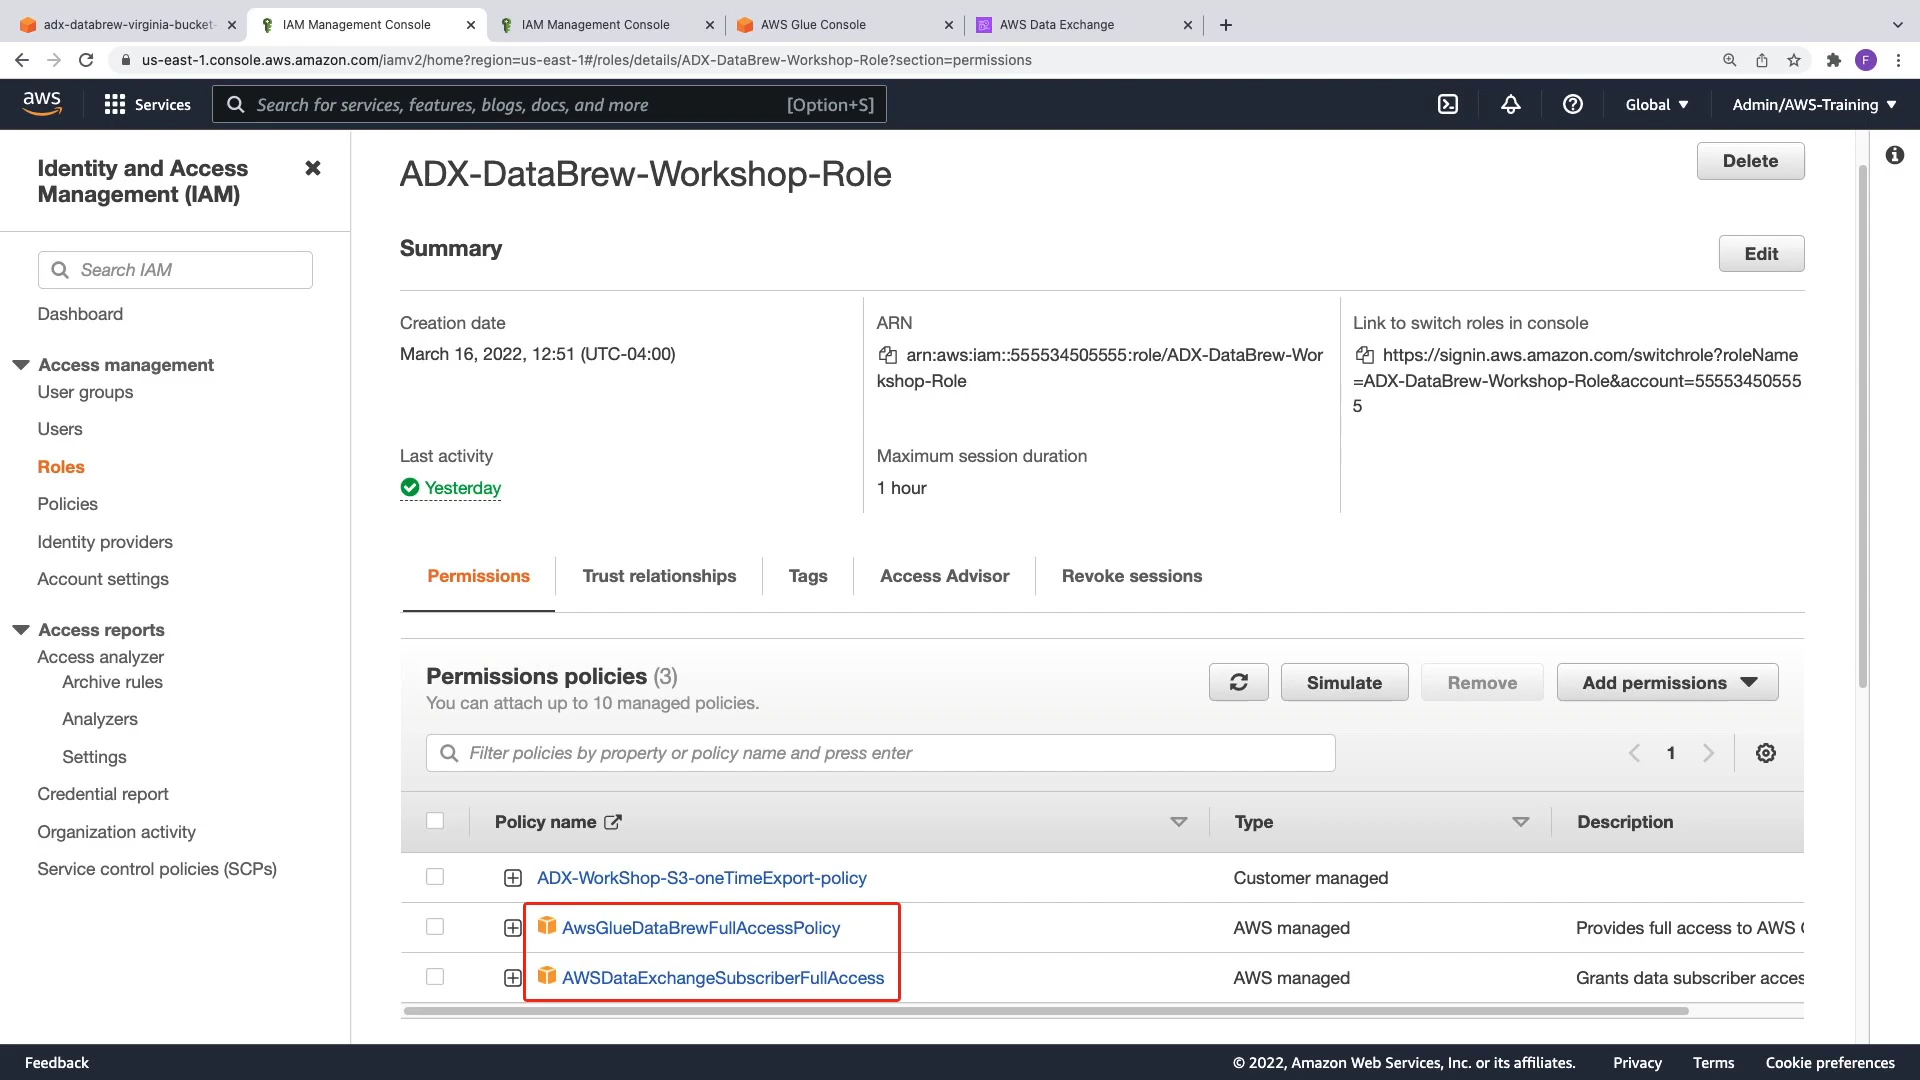 adx-databrew-virginia-bucket-
IAM Management Console
IAM Management Console
AWS Glue Console
AWS Data Exchange
us-east-1.console.aws.amazon.com/iamv2/home?region=us-east-1#/roles/details/ADX-DataBrew-Workshop-Role?section=permissions
F
aws
Services
Search for services, features, blogs, docs, and more
[Option+S]
Global
Admin/AWS-Training
Identity and Access
Management (IAM)
Search IAM
Dashboard
Access management
User groups
Users
Roles
Policies
Identity providers
Account settings
Access reports
Access analyzer
Archive rules
Analyzers
Settings
Credential report
Organization activity
Service control policies (SCPs)
ADX-DataBrew-Workshop-Role
Delete
Summary
Edit
Creation date
March 16, 2022, 12:51 (UTC-04:00)
ARN
arn:aws:iam::555534505555:role/ADX-DataBrew-Wor
kshop-Role
Link to switch roles in console
https://signin.aws.amazon.com/switchrole?roleName
=ADX-DataBrew-Workshop-Role&account=55553450555
5
Last activity
Yesterday
Maximum session duration
1 hour
Permissions
Trust relationships
Tags
Access Advisor
Revoke sessions
Permissions policies (3)
You can attach up to 10 managed policies.
Simulate
Remove
Add permissions
Filter policies by property or policy name and press enter
1
Policy name
Type
Description
ADX-WorkShop-S3-oneTimeExport-policy
Customer managed
AwsGlueDataBrewFullAccessPolicy
AWS managed
Provides full access to AWS
AWSDataExchangeSubscriberFullAccess
AWS managed
Grants data subscriber acces
Feedback
© 2022, Amazon Web Services, Inc. or its affiliates.
Privacy
Terms
Cookie preferences